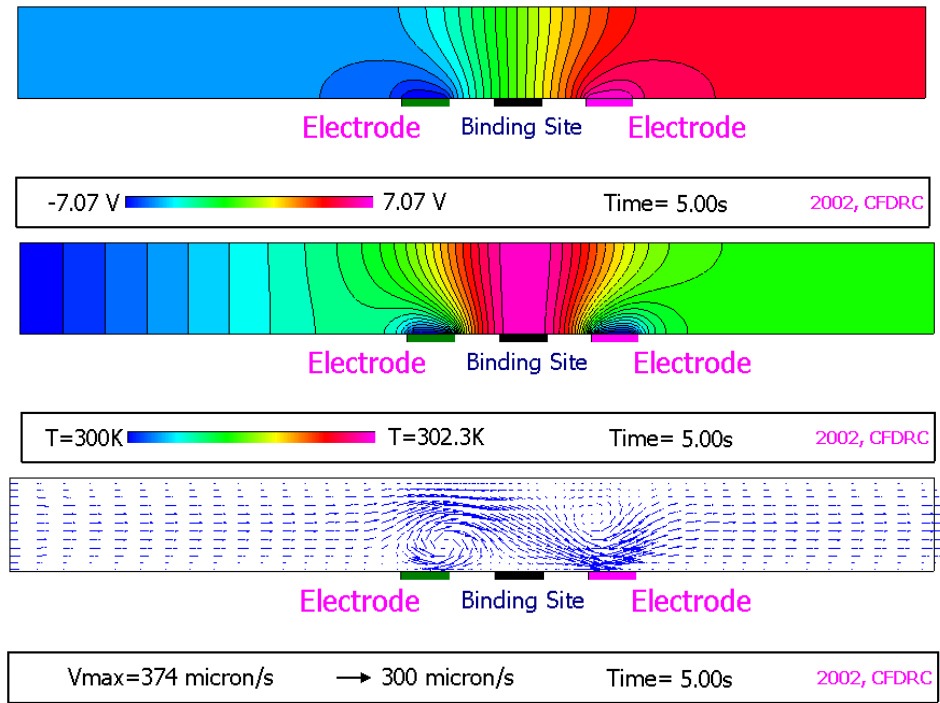 Electrode Binding Site Electrode
-7.07 V 7.07 V Time= 5.00s 2002, CFDRC
Electrode Binding Site Electrode
T=300K T=302.3K Time= 5.00s 2002, CFDRC
Electrode Binding Site Electrode
Vmax=374 micron/s 300 micron/s Time= 5.00s 2002, CFDRC